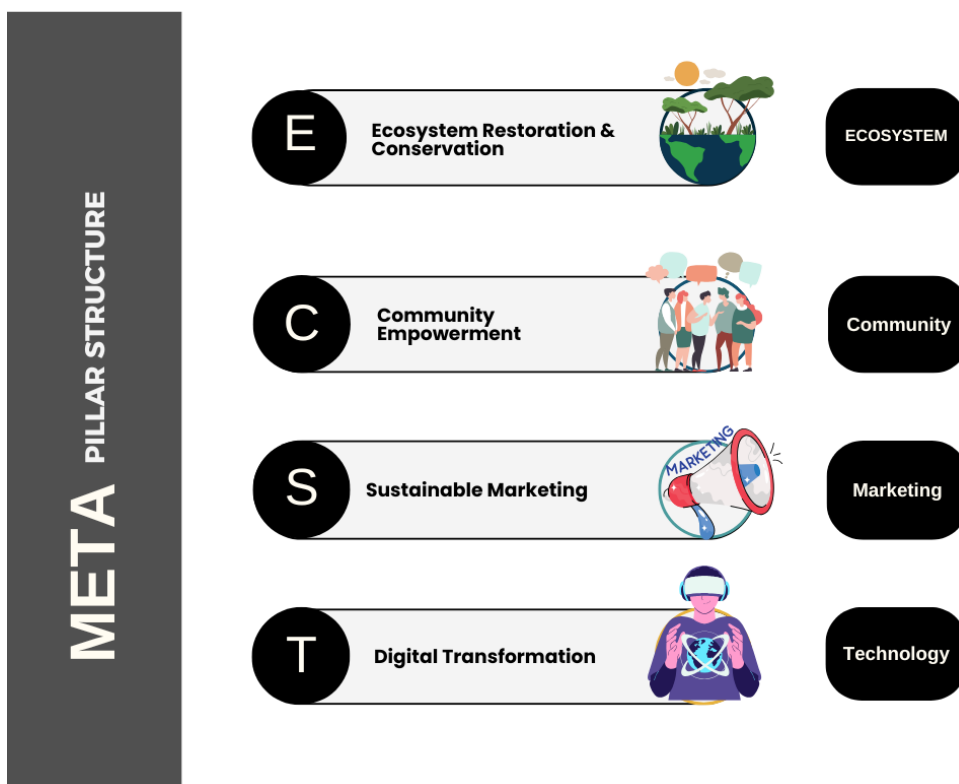 META PILLAR STRUCTURE
E
Ecosystem Restoration &
Conservation
ECOSYSTEM
C
Community
Empowerment
Community
S
Sustainable Marketing
MARKETING
Marketing
T
Digital Transformation
Technology